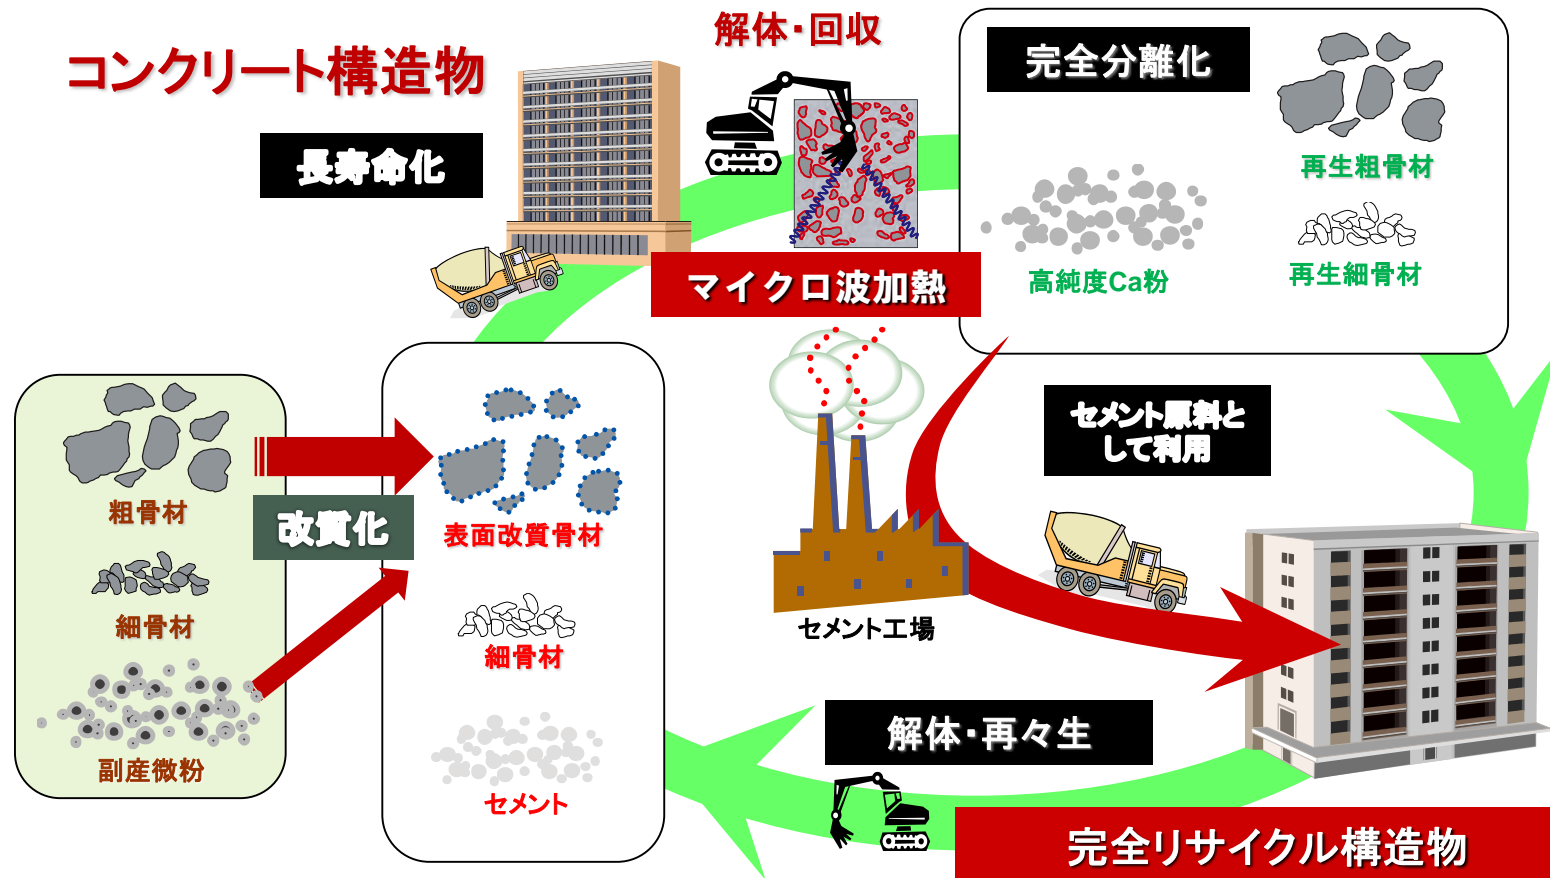 コンクリート構造物
解体・回収
完全分離化
長寿命化
再生粗骨材
高純度Ca粉
再生細骨材
マイクロ波加熱
セメント原料と
して利用
粗骨材
改質化
表面改質骨材
細骨材
セメント工場
細骨材
解体・再々生
副産微粉
セメント
完全リサイクル構造物